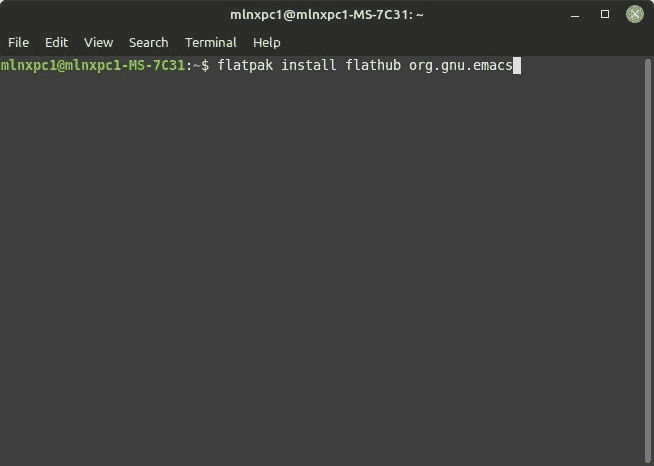 mlnxpc1@mlnxpc1-MS-7C31: ~
File Edit View Search Terminal Help
mlnxpc1@mlnxpc1-MS-7C31:~$ flatpak install flathub org.gnu.emacs